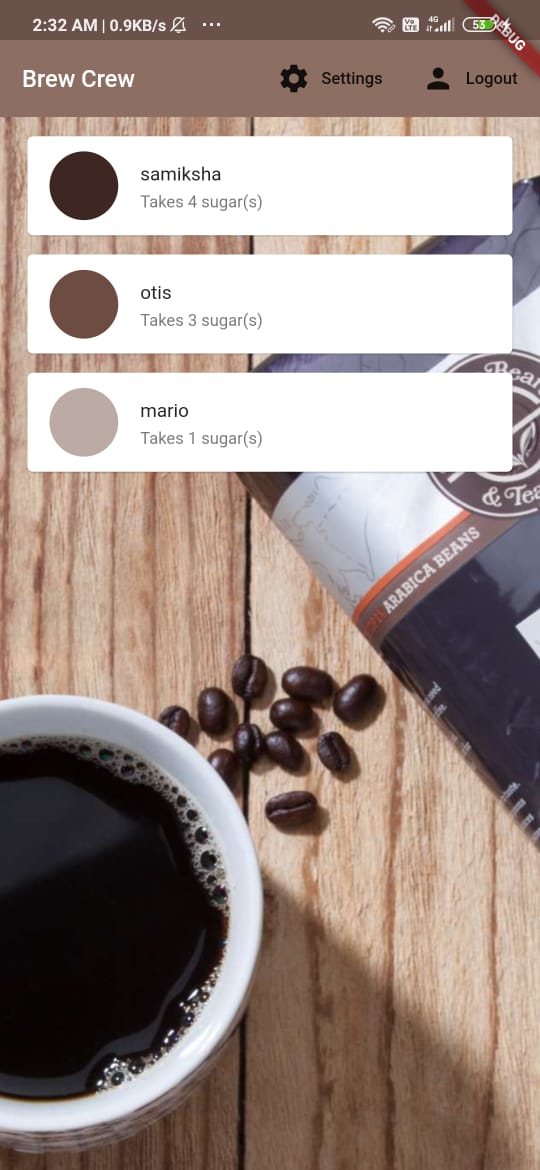 2:32 AM | 0.9KB/s ...
Vo LTE 4G 53
DEBUG
Brew Crew Settings Logout
samiksha
Takes 4 sugar(s)
otis
Takes 3 sugar(s)
mario
Takes 1 sugar(s)
& Tea
ARABICA BEANS